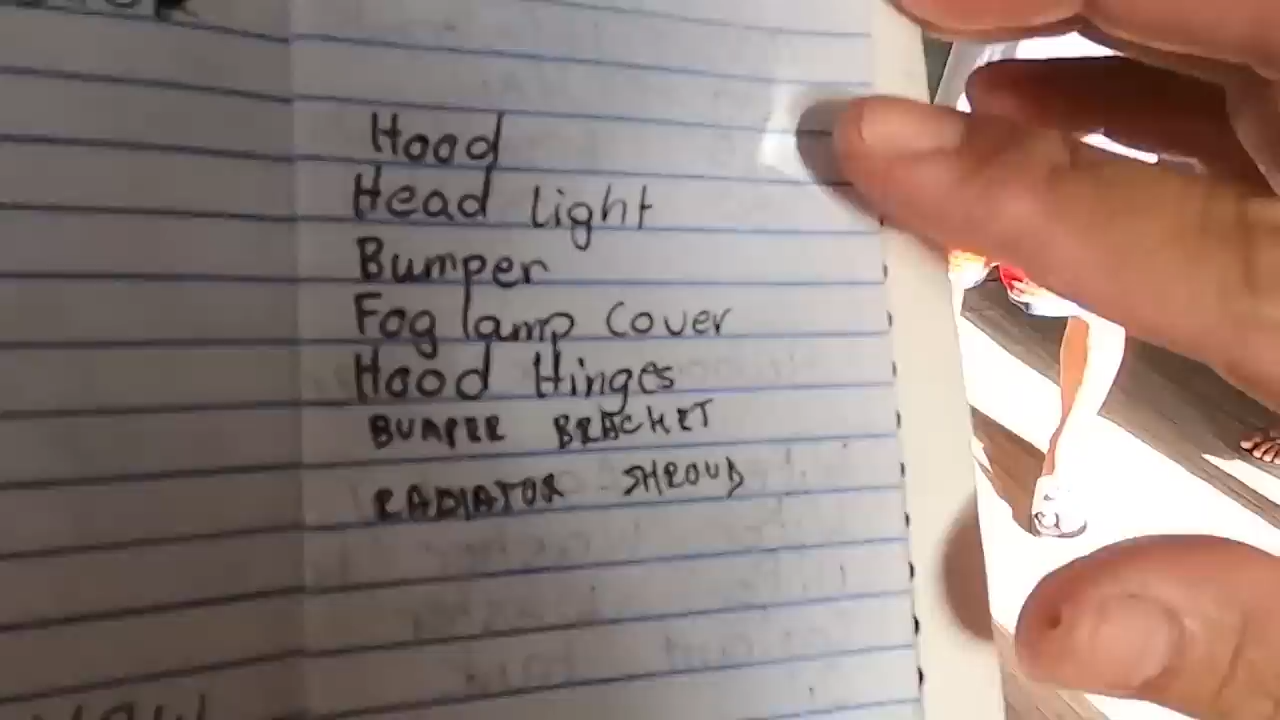 Hood
Head light
Bumper
Fog lamp cover
Hood Hinges
BUMPER BRACKET
RADIATOR SHROUD